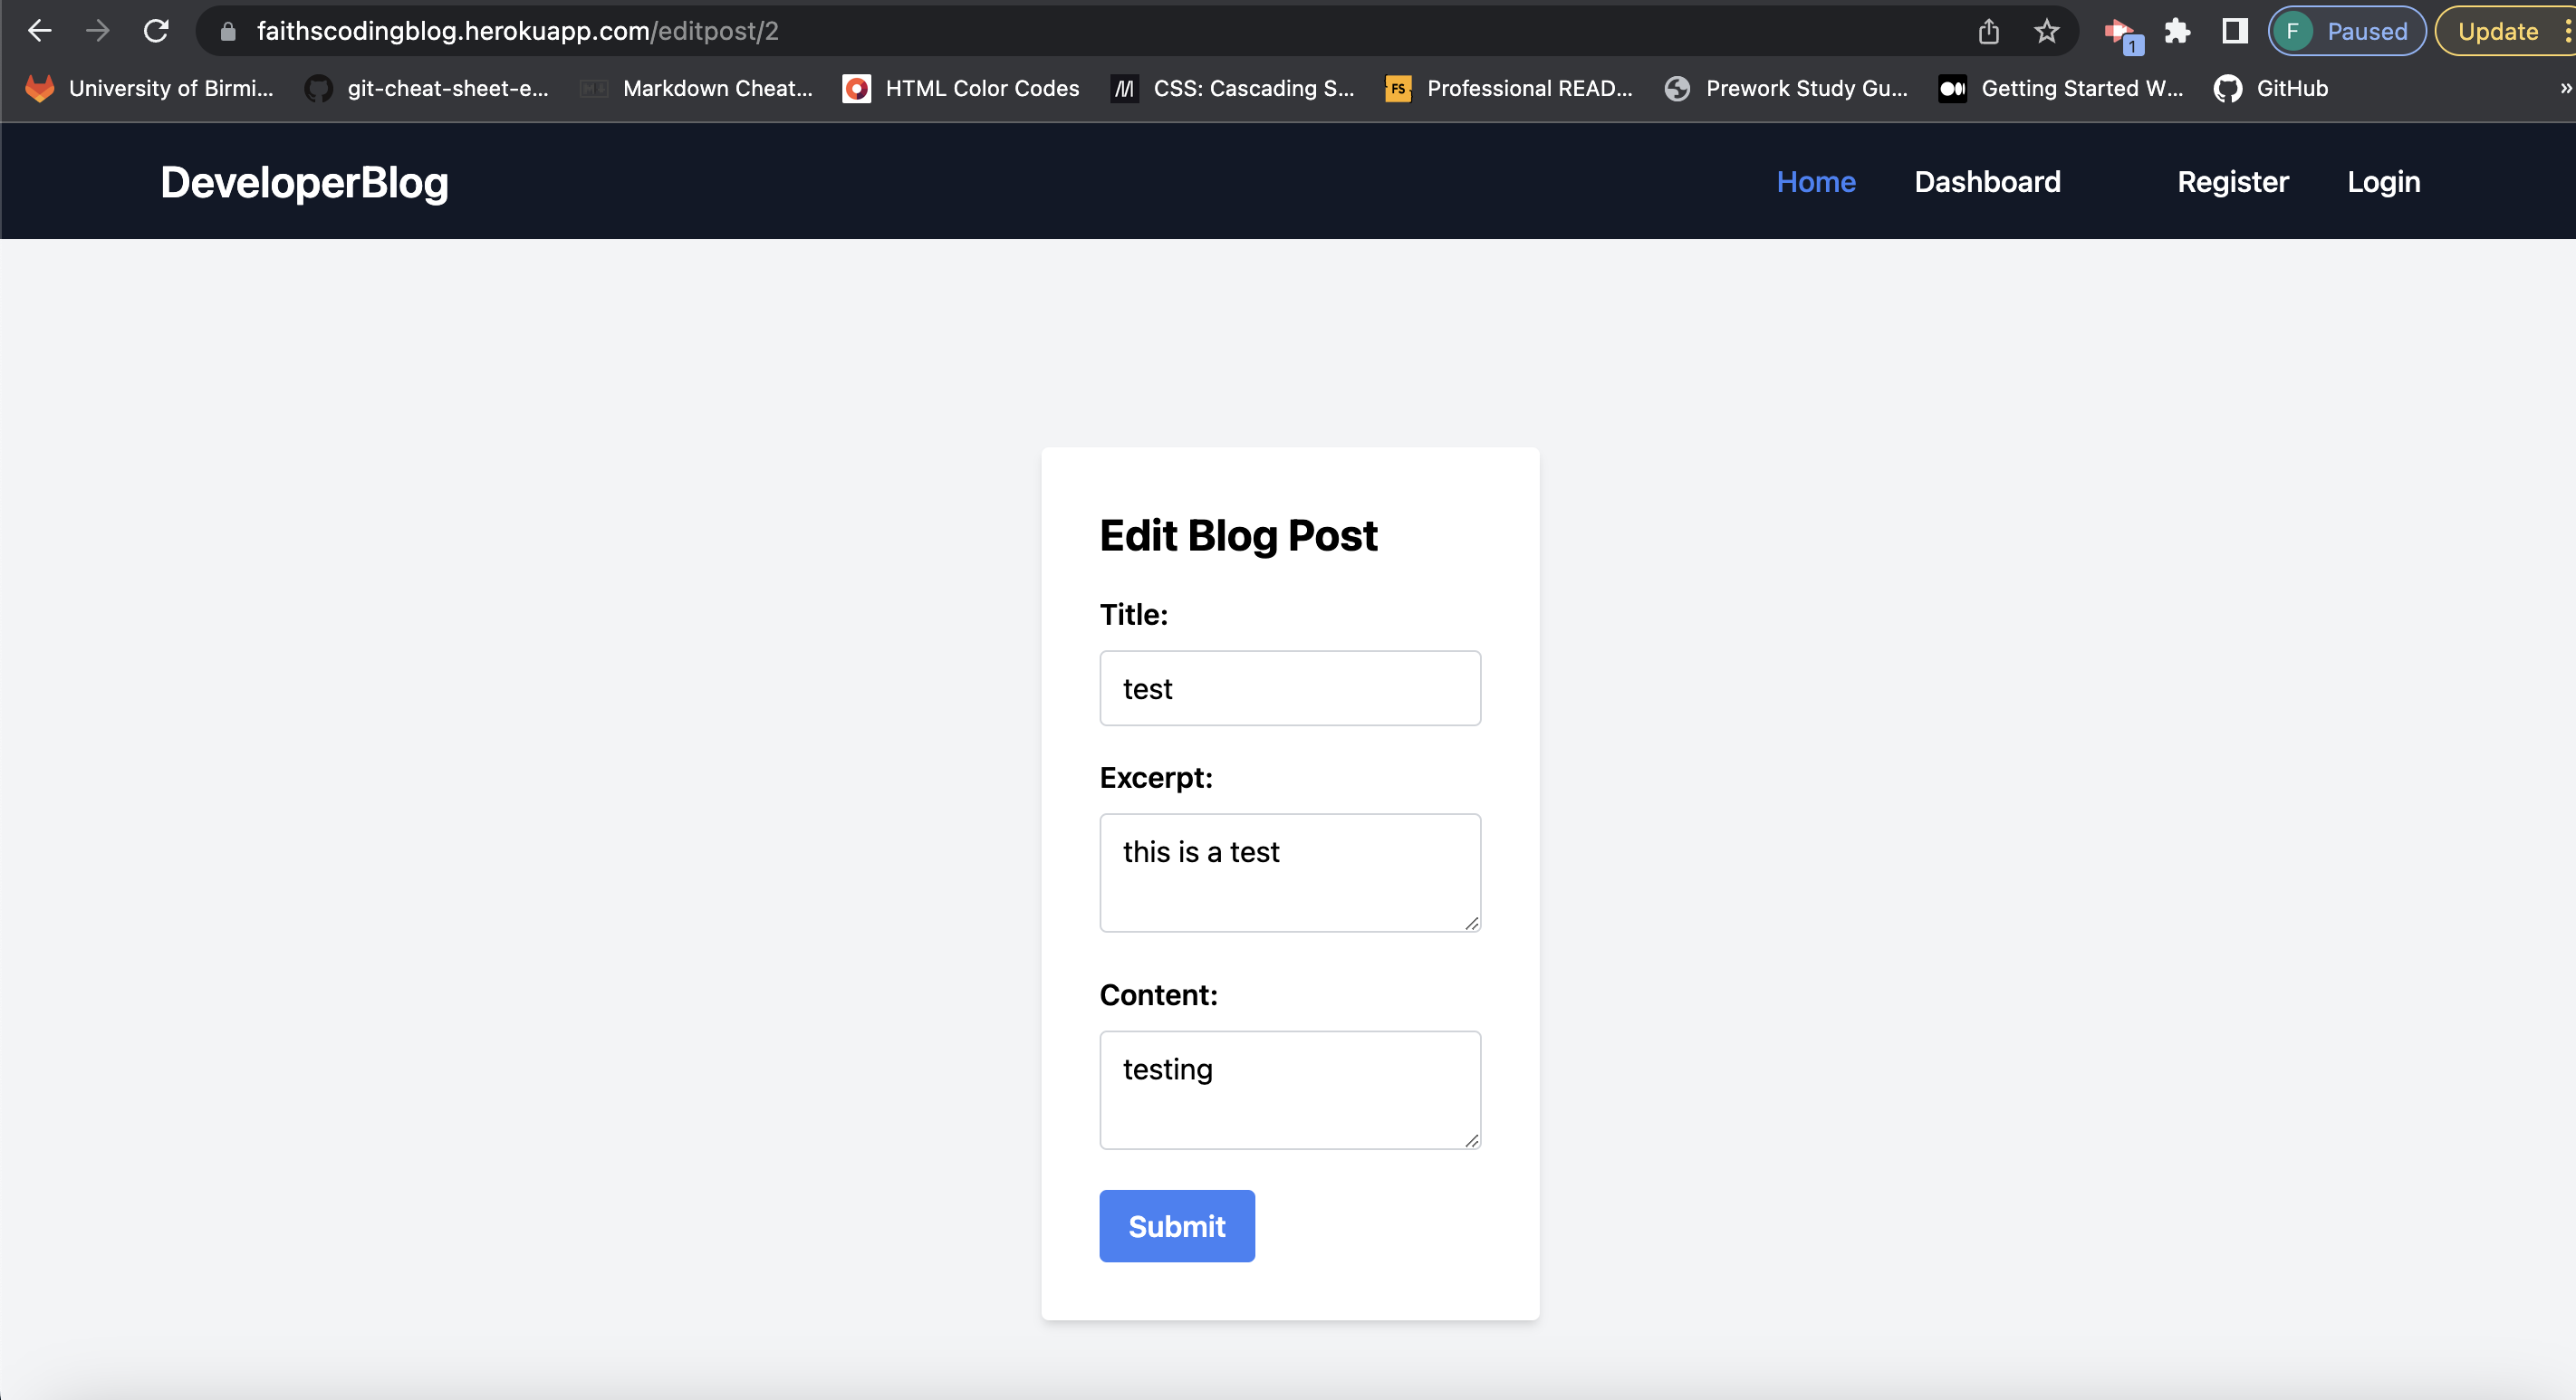 faithscodingblog.herokuapp.com/editpost/2
1
F
Paused
Update
University of Birmi...
git-cheat-sheet-e...
Markdown Cheat...
HTML Color Codes
CSS: Cascading S...
FS
Professional READ...
Prework Study Gu...
Getting Started W...
GitHub
»
DeveloperBlog
Home
Dashboard
Register
Login
Edit Blog Post
Title:
test
Excerpt:
this is a test
Content:
testing
Submit